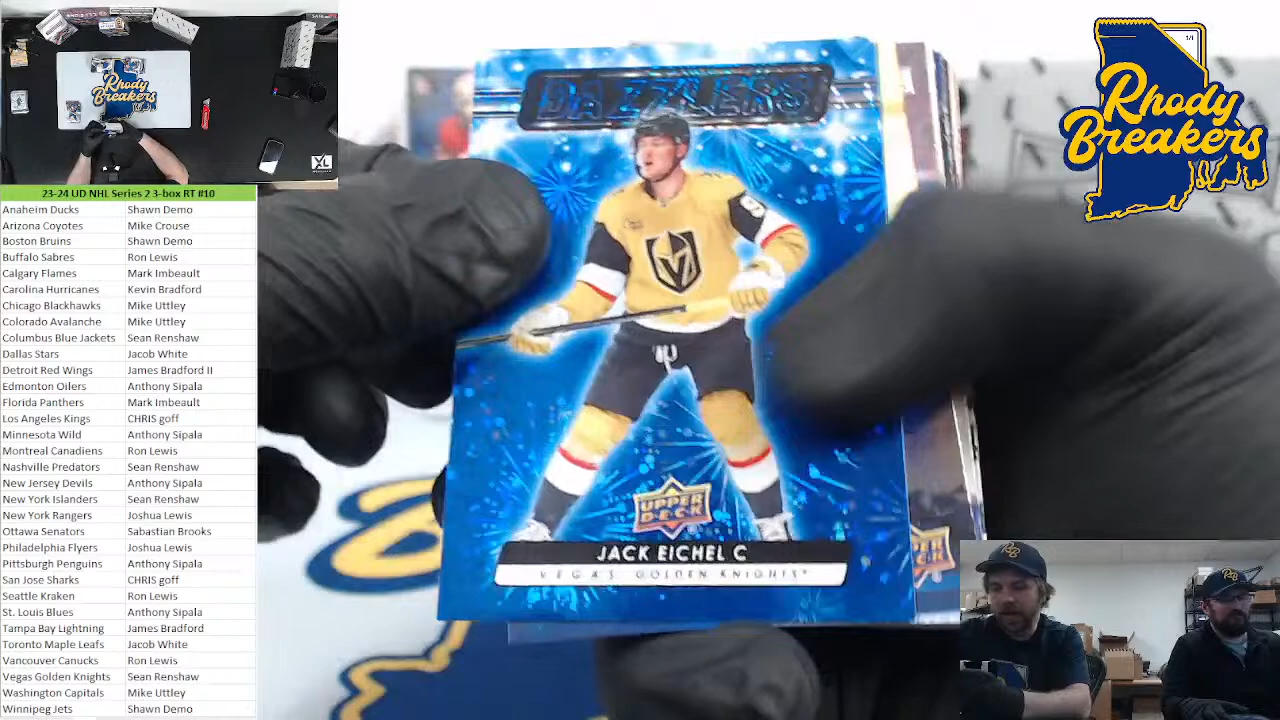 Rhody
Breakers
23-24 UD NHL Series 2 3-box RT #10
Anaheim Ducks Shawn Demo
Arizona Coyotes Mike Crouse
Boston Bruins Shawn Demo
Buffalo Sabres Ron Lewis
Calgary Flames Mark Imbeault
Carolina Hurricanes Kevin Bradford
Chicago Blackhawks Mike Uttley
Colorado Avalanche Mike Uttley
Columbus Blue Jackets Sean Renshaw
Dallas Stars Jacob White
Detroit Red Wings James Bradford II
Edmonton Oilers Anthony Sipala
Florida Panthers Mark Imbeault
Los Angeles Kings CHRIS goff
Minnesota Wild Anthony Sipala
Montreal Canadiens Ron Lewis
Nashville Predators Sean Renshaw
New Jersey Devils Anthony Sipala
New York Islanders Sean Renshaw
New York Rangers Joshua Lewis
Ottawa Senators Sabastian Brooks
Philadelphia Flyers Joshua Lewis
Pittsburgh Penguins Anthony Sipala
San Jose Sharks CHRIS goff
Seattle Kraken Ron Lewis
St. Louis Blues Anthony Sipala
Tampa Bay Lightning James Bradford
Toronto Maple Leafs Jacob White
Vancouver Canucks Ron Lewis
Vegas Golden Knights Sean Renshaw
Washington Capitals Mike Uttley
Winnipeg Jets Shawn Demo
XL
DAZZLERS
UPPER
DECK
JACK EICHEL C
VEGAS GOLDEN KNIGHTS
1/1
Rhody
Breakers
RB
RB